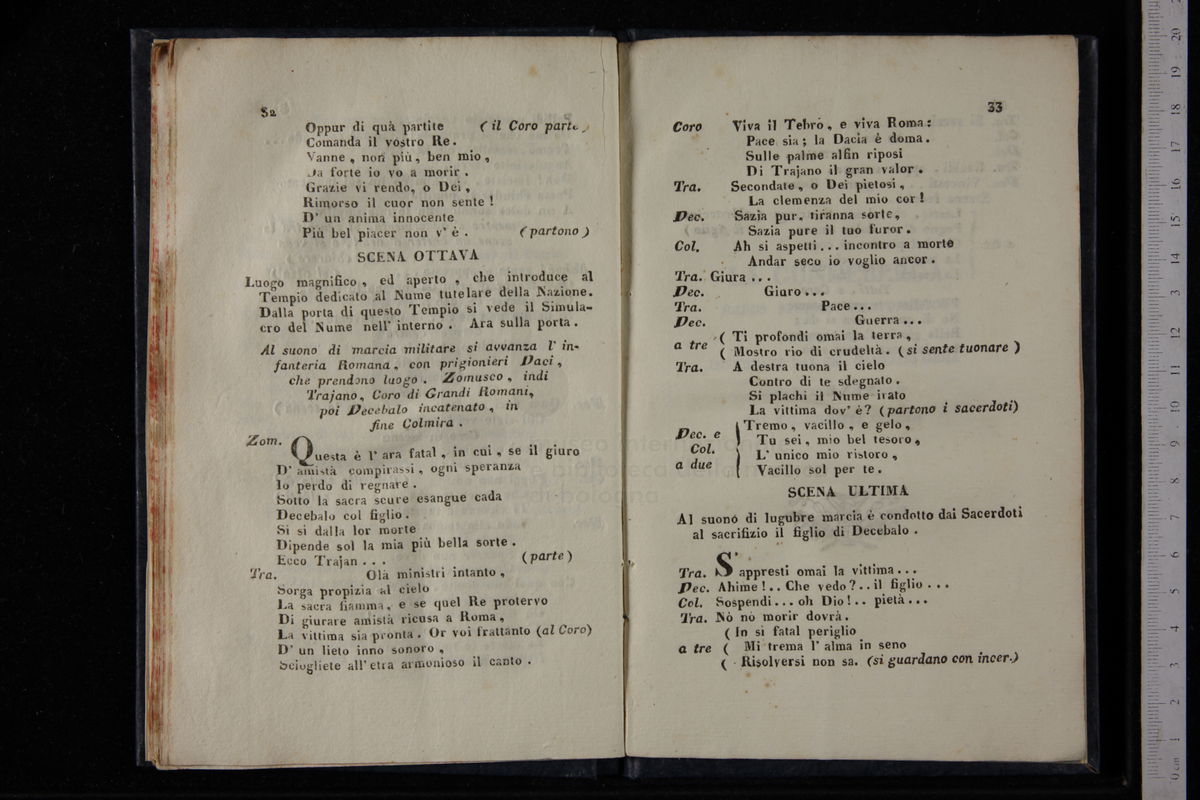 32
Oppur di quà partite ( il Coro parte )
Comanda il vostro Re .
Vanne , non più , ben mio ,
Da forte io vo a morir .
Grazie vi rendo, o Dei ,
Rimorso il cuor non sente !
D' un anima innocente
Più bel piacer non v' è . ( partono )
SCENA OTTAVA
Luogo magnifico , ed aperto , che introduce al
Tempio dedicato al Nume tutelare della Nazione.
Dalla porta di questo Tempio si vede il Simula-
cro del Nume nell' interno . Ara sulla porta .
Al suono di marcia militare si avvanza l' in-
fanteria Romana , con prigionieri Daci ,
che prendono luogo . Zomusco , indi
Trajano , Coro di Grandi Romani,
poi Decebalo incatenato , in
fine Colmira .
Zom. Questa è l' ara fatal , in cui , se il giuro
D' amistà compirassi , ogni speranza
Io perdo di regnare .
Sotto la sacra scure esangue cada
Decebalo col figlio .
Si sì dalla lor morte
Dipende sol la mia più bella sorte .
Ecco Trajan . . . (parte)
Tra. Olà ministri intanto ,
Sorga propizia al cielo
La sacra fiamma, e se quel Re protervo
Di giurare amistà ricusa a Roma ,
La vittima sia pronta . Or voi frattanto (al Coro)
D' un lieto inno sonoro ,
Sciogliete all' etra armonioso il canto .
33
Coro Viva il Tebro , e viva Roma :
Pace sia ; la Dacia è doma .
Sulle palme alfin riposi
Di Trajano il gran valor .
Tra. Secondate , o Dei pietosi ,
La clemenza del mio cor !
Dec. Sazia pur, tiranna sorte,
Sazia pure il tuo furor .
Col. Ah si aspetti . . . incontro a morte
Andar seco io voglio ancor .
Tra. Giura . . .
Dec. Giuro . . .
Tra. Pace . . .
Dec. Guerra . . .
a tre ( Ti profondi omai la terra ,
( Mostro rio di crudeltà . ( si sente tuonare )
Tra. A destra tuona il cielo
Contro di te sdegnato .
Si plachi il Nume irato
La vittima dov' è? (partono i sacerdoti)
Dec. e Tremo , vacillo , e gelo ,
Col. Tu sei , mio bel tesoro ,
L' unico mio ristoro ,
a due Vacillo sol per te .
SCENA ULTIMA
Al suono di lugubre marcia è condotto dai Sacerdoti
al sacrifizio il figlio di Decebalo .
Tra. S' appresti omai la vittima . . .
Dec. Ahime ! . . Che vedo ? . . il figlio . . .
Col. Sospendi . . . oh Dio ! . . pietà . . .
Tra. Nò nò morir dovrà.
( In sì fatal periglio
a tre ( Mi trema l' alma in seno
( Risolversi non sa. (si guardano con incer.)